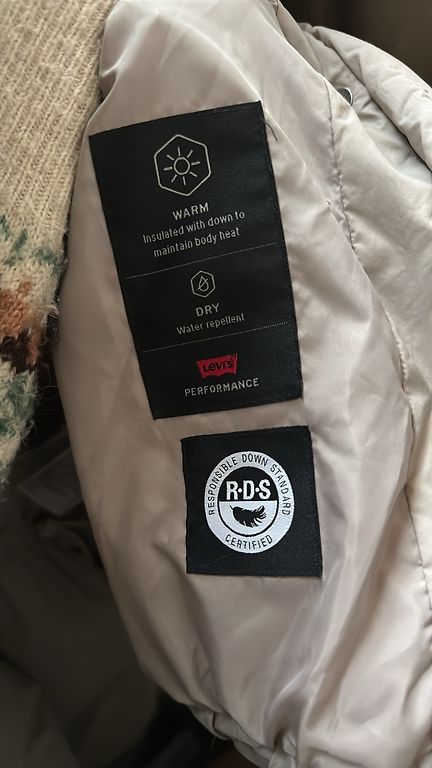 WARM
Insulated with down to
maintain body heat
DRY
Water repellent
Levi's
PERFORMANCE
RESPONSIBLE DOWN STANDARD
R·D·S
CERTIFIED